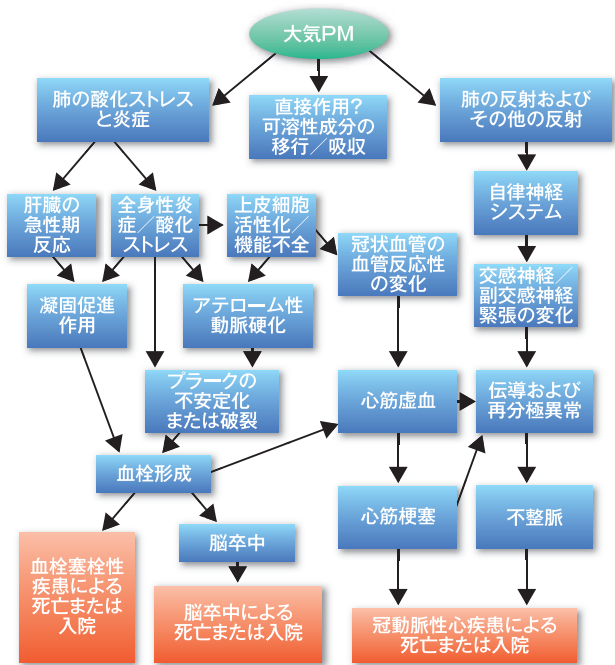 大気PM
肺の酸化ストレス
と炎症
直接作用?
可溶性成分の
移行／吸収
肺の反射および
その他の反射
肝臓の
急性期
反応
全身性炎
症／酸化
ストレス
上皮細胞
活性化／
機能不全
冠状血管の
血管反応性
の変化
自律神経
システム
凝固促進
作用
アテローム性
動脈硬化
交感神経／
副交感神経
緊張の変化
プラークの
不安定化
または破裂
心筋虚血
伝導および
再分極異常
血栓形成
心筋梗塞
不整脈
脳卒中
血栓塞栓性
疾患による
死亡または
入院
脳卒中による
死亡または入院
冠動脈性心疾患による
死亡または入院